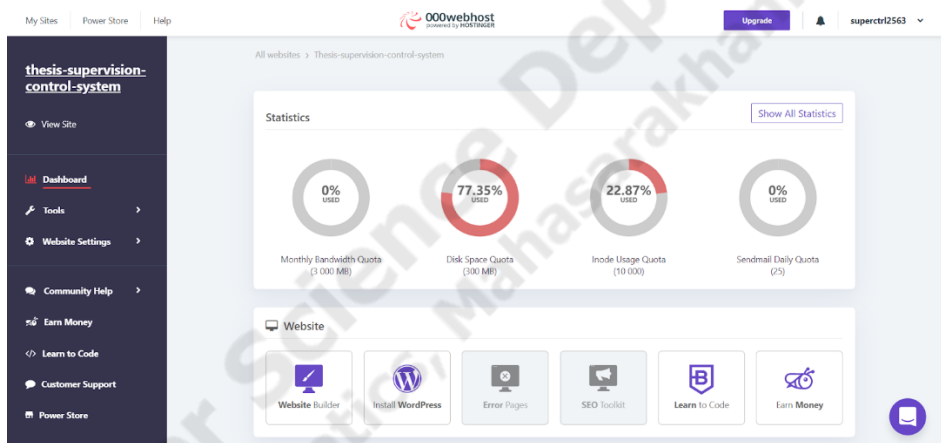 My Sites Power Store Help
000webhost
powered by HOSTINGER
Upgrade
superctrl2563
thesis-supervision-
control-system
View Site
Dashboard
Tools
Website Settings
Community Help
Earn Money
</> Learn to Code
Customer Support
Power Store
All websites > Thesis-supervision-control-system
Statistics
Show All Statistics
0%
USED
77.35%
USED
22.87%
USED
0%
USED
Monthly Bandwidth Quota
(3 000 MB)
Disk Space Quota
(300 MB)
Inode Usage Quota
(10 000)
Sendmail Daily Quota
(25)
Website
Website Builder
Install WordPress
Error Pages
SEO Toolkit
Learn to Code
Earn Money